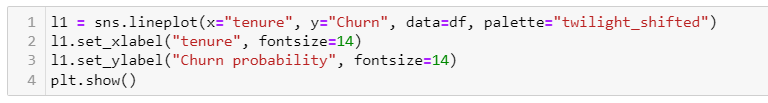 1 l1 = sns.lineplot(x="tenure", y="Churn", data=df, palette="twilight_shifted")
2 l1.set_xlabel("tenure", fontsize=14)
3 l1.set_ylabel("Churn probability", fontsize=14)
4 plt.show()